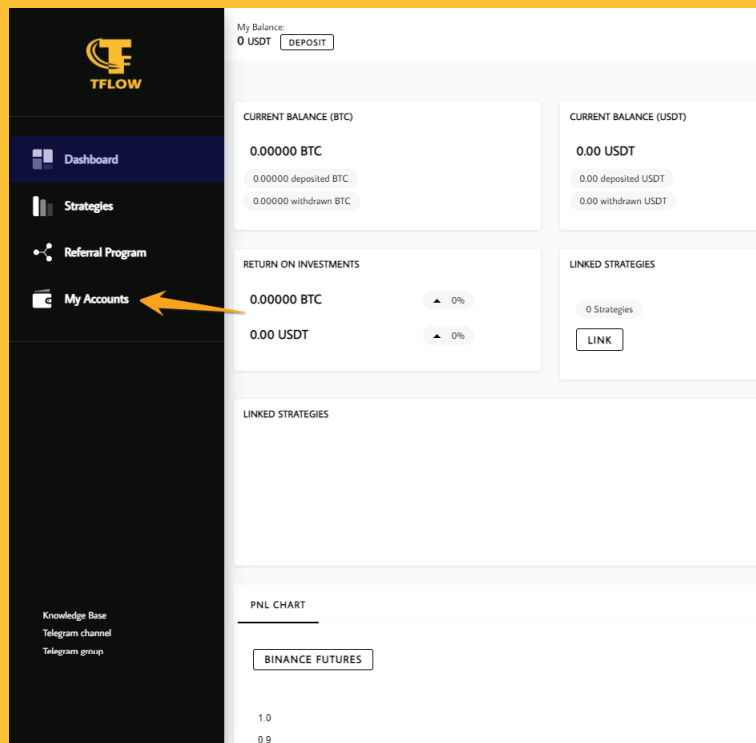 TFLOW
Dashboard
Strategies
Referral Program
My Accounts
Knowledge Base
Telegram channel
Telegram group
My Balance:
0 USDT DEPOSIT
CURRENT BALANCE (BTC)
0.00000 BTC
0.00000 deposited BTC
0.00000 withdrawn BTC
CURRENT BALANCE (USDT)
0.00 USDT
0.00 deposited USDT
0.00 withdrawn USDT
RETURN ON INVESTMENTS
0.00000 BTC 0%
0.00 USDT 0%
LINKED STRATEGIES
0 Strategies
LINK
LINKED STRATEGIES
PNL CHART
BINANCE FUTURES
1.0
0.9